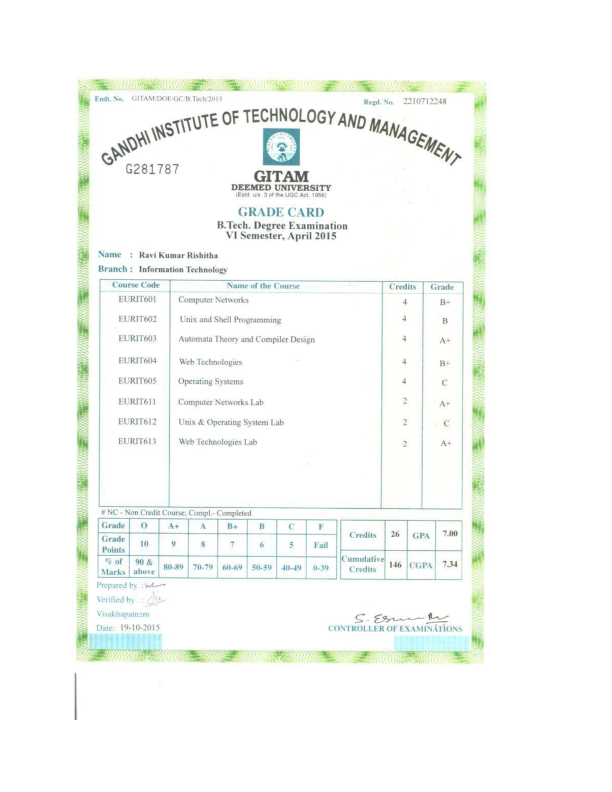 Endt. No. GITAM/DOE/GC/B.Tech/2015 Regd. No. 2210712248
GANDHI INSTITUTE OF TECHNOLOGY AND MANAGEMENT
G281787
GITAM
DEEMED UNIVERSITY
(Estd. u/s. 3 of the UGC Act, 1956)
GRADE CARD
B.Tech. Degree Examination
VI Semester, April 2015
Name : Ravi Kumar Rishitha
Branch : Information Technology
Course Code Name of the Course Credits Grade
EURIT601 Computer Networks 4 B+
EURIT602 Unix and Shell Programming 4 B
EURIT603 Automata Theory and Compiler Design 4 A+
EURIT604 Web Technologies 4 B+
EURIT605 Operating Systems 4 C
EURIT611 Computer Networks Lab 2 A+
EURIT612 Unix & Operating System Lab 2 C
EURIT613 Web Technologies Lab 2 A+
# NC - Non Credit Course; Compl.- Completed
Grade O A+ A B+ B C F
Grade Points 10 9 8 7 6 5 Fail
% of Marks 90 & above 80-89 70-79 60-69 50-59 40-49 0-39
Credits 26 GPA 7.00
Cumulative Credits 146 CGPA 7.34
Prepared by :
Verified by :
Visakhapatnam
Date: 19-10-2015
CONTROLLER OF EXAMINATIONS